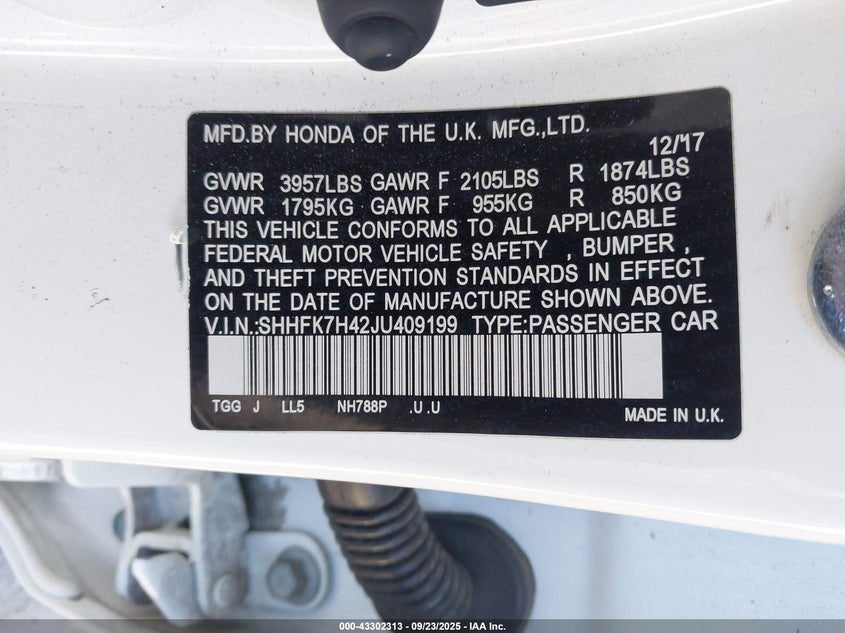 MFD.BY HONDA OF THE U.K. MFG.,LTD.
12/'17
GVWR 3957LBS GAWR F 2105LBS R 1874LBS
GVWR 1795KG GAWR F 955KG R 850KG
THIS VEHICLE CONFORMS TO ALL APPLICABLE
FEDERAL MOTOR VEHICLE SAFETY , BUMPER ,
AND THEFT PREVENTION STANDARDS IN EFFECT
ON THE DATE OF MANUFACTURE SHOWN ABOVE.
V.I.N.:SHHFK7H42JU409199 TYPE:PASSENGER CAR
TGG J LL5 NH788P .U .U
MADE IN U.K.
000-43302313 - 09/23/2025 - IAA Inc.